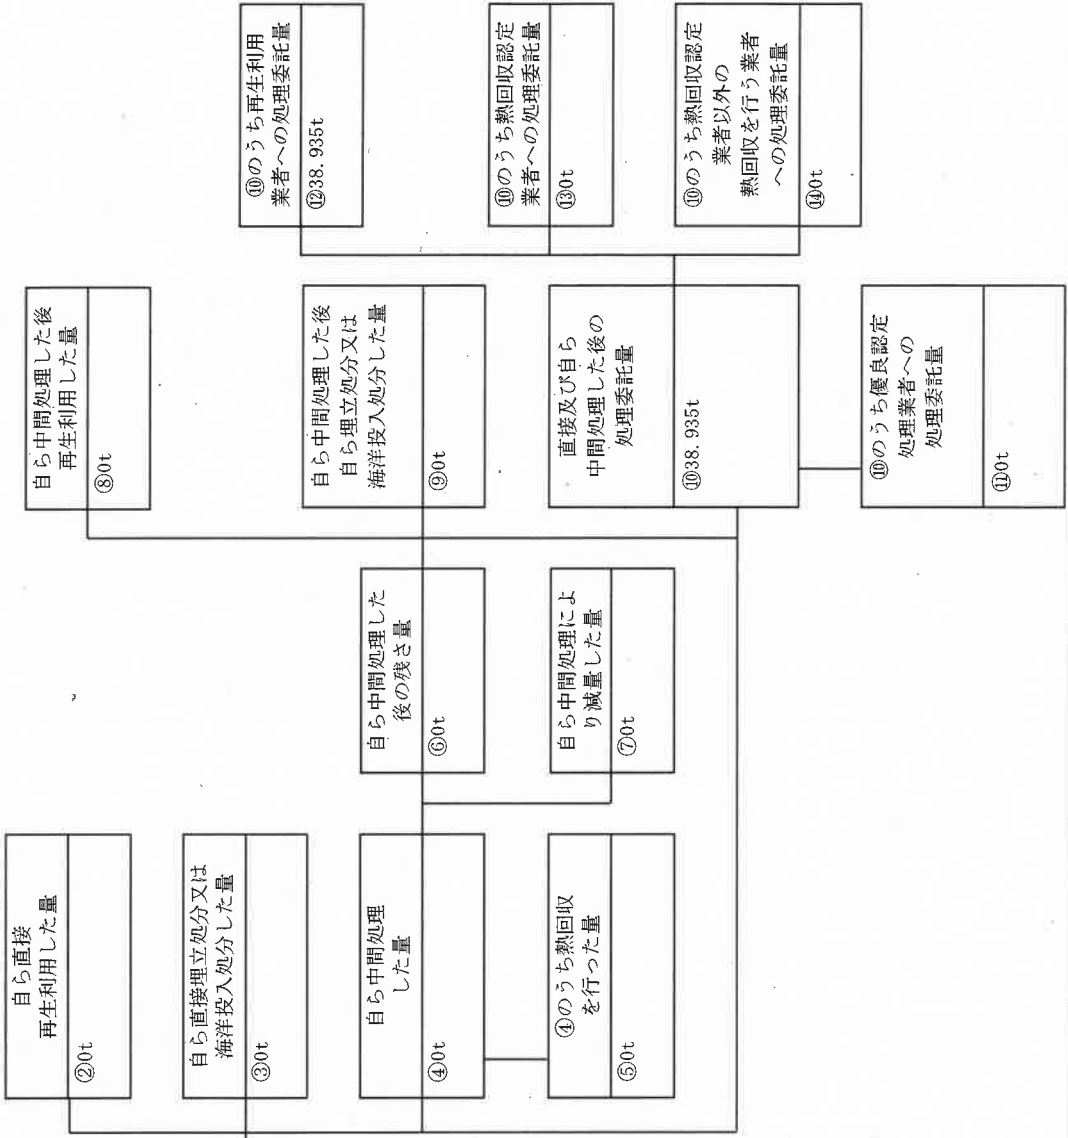 自ら直接
再生利用した量
②0t
自ら直接埋立処分又は
海洋投入処分した量
③0t
自ら中間処理
した量
④0t
④のうち熱回収
を行った量
⑤0t
自ら中間処理した
後の残さ量
⑥0t
自ら中間処理によ
り減量した量
⑦0t
自ら中間処理した後
再生利用した量
⑧0t
自ら中間処理した後
自ら埋立処分又は
海洋投入処分した量
⑨0t
直接及び自ら
中間処理した後の
処理委託量
⑩38.935t
⑩のうち優良認定
処理業者への
処理委託量
⑪0t
⑩のうち再生利用
業者への処理委託量
⑫38.935t
⑩のうち熱回収認定
業者への処理委託量
⑬0t
⑩のうち熱回収認定
業者以外の
熱回収を行う業者
への処理委託量
⑭0t